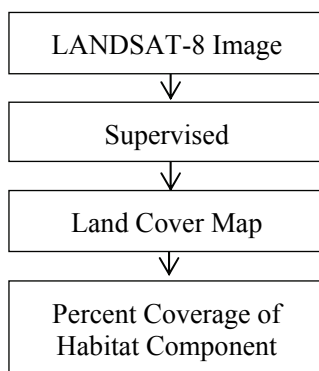 LANDSAT-8 Image
Supervised
Land Cover Map
Percent Coverage of
Habitat Component